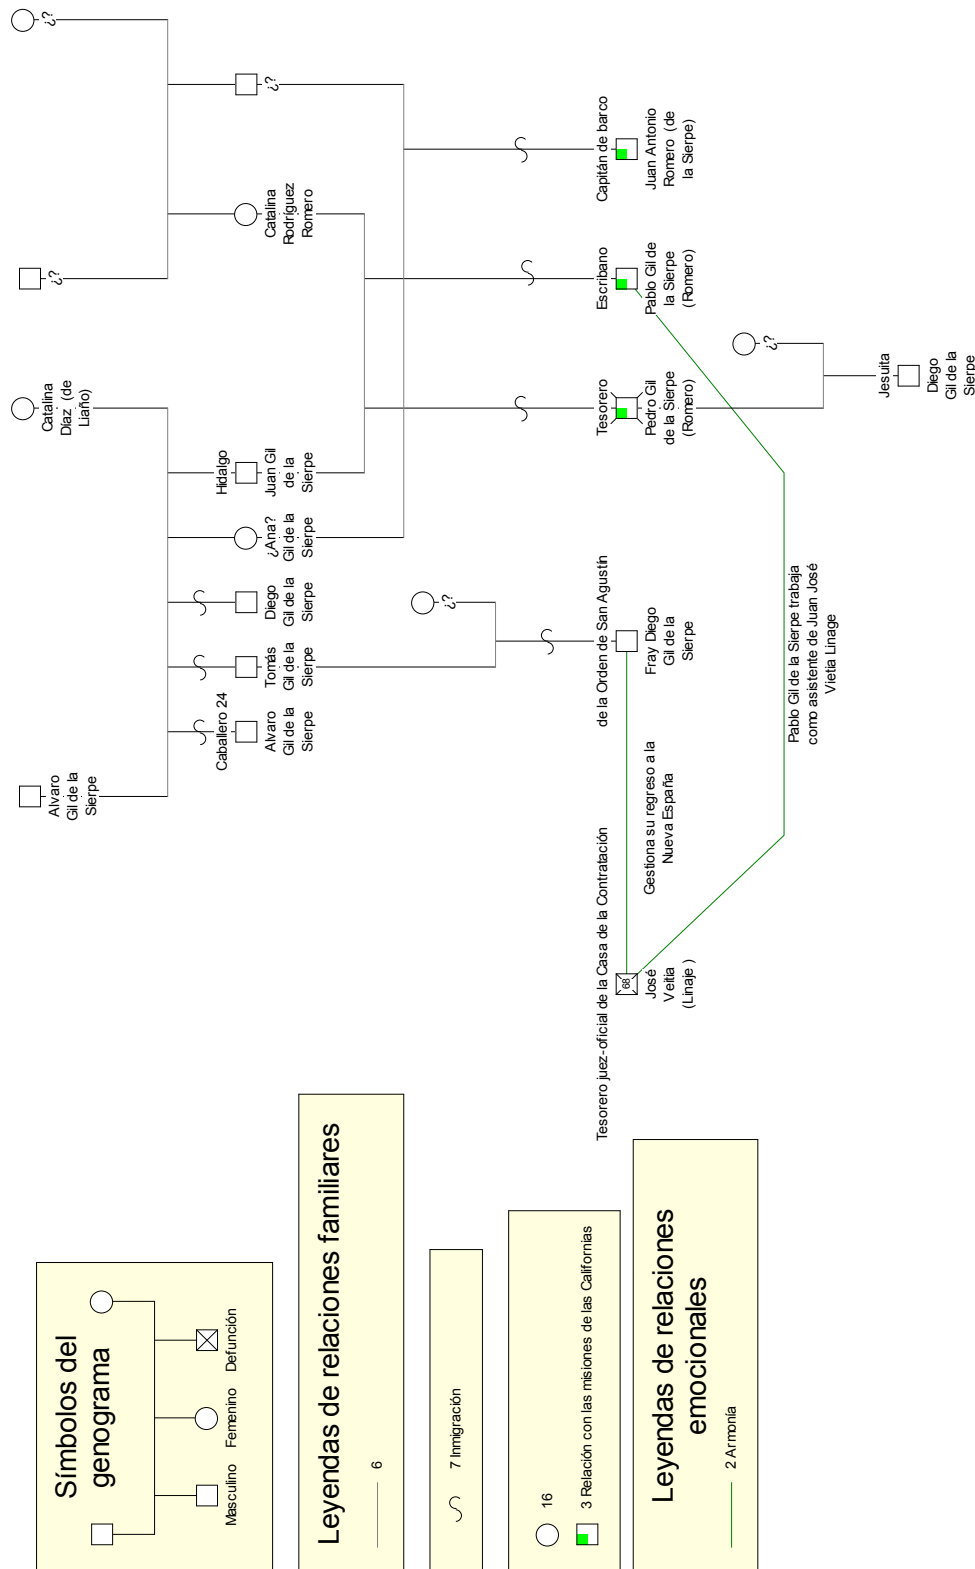 ¿?
¿?
Alvaro
Gil de la
Sierpe
Catalina
Díaz (de
Liaño)
Caballero 24
Alvaro
Gil de la
Sierpe
Tomás
Gil de la
Sierpe
Diego
Gil de la
Sierpe
¿Ana?
Gil de la
Sierpe
Hidalgo
Juan Gil
de la
Sierpe
Catalina
Rodríguez
Romero
¿?
¿?
Tesorero juez-oficial de la Casa de la Contratación
68
José
Veitia
(Linaje )
Gestiona su regreso a la
Nueva España
de la Orden de San Agustín
Fray Diego
Gil de la
Sierpe
Tesorero
Pedro Gil
de la Sierpe
(Romero)
Escribano
Pablo Gil de
la Sierpe
(Romero)
Capitán de barco
Juan Antonio
Romero (de
la Sierpe)
¿?
Pablo Gil de la Sierpe trabaja
como asistente de Juan José
Vietia Linage
Jesuita
Diego
Gil de la
Sierpe
Símbolos del
genograma
Masculino
Femenino
Defunción
Leyendas de relaciones familiares
6
7 Inmigración
16
3 Relación con las misiones de las Californias
Leyendas de relaciones
emocionales
2 Armonía